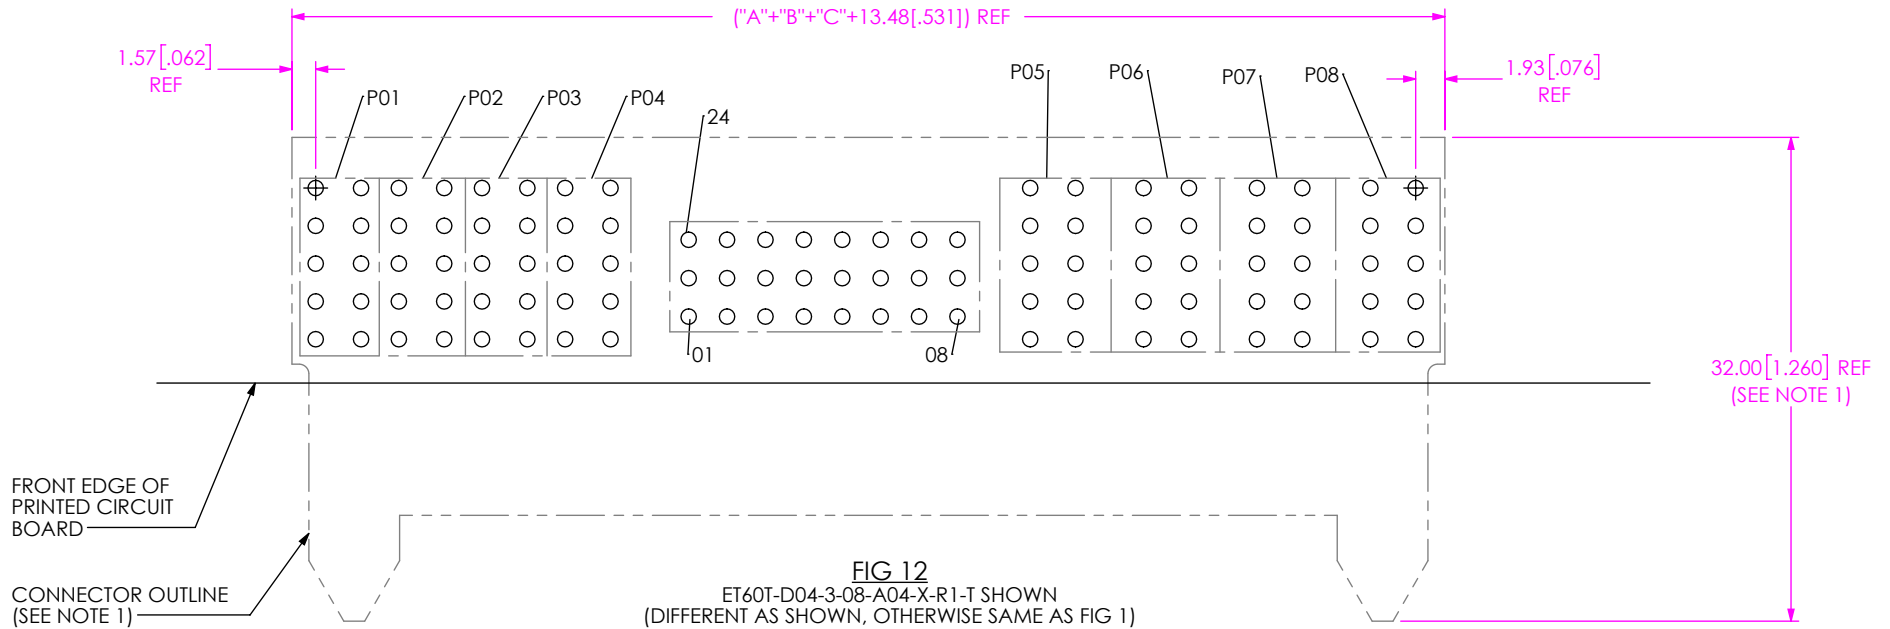 ("A"+"B"+"C"+13.48[.531]) REF
1.57[.062]
REF
P01
P02
P03
P04
24
P05
P06
P07
P08
1.93[.076]
REF
01
08
32.00[1.260] REF
(SEE NOTE 1)
FRONT EDGE OF
PRINTED CIRCUIT
BOARD
CONNECTOR OUTLINE
(SEE NOTE 1)
FIG 12
ET60T-D04-3-08-A04-X-R1-T SHOWN
(DIFFERENT AS SHOWN, OTHERWISE SAME AS FIG 1)